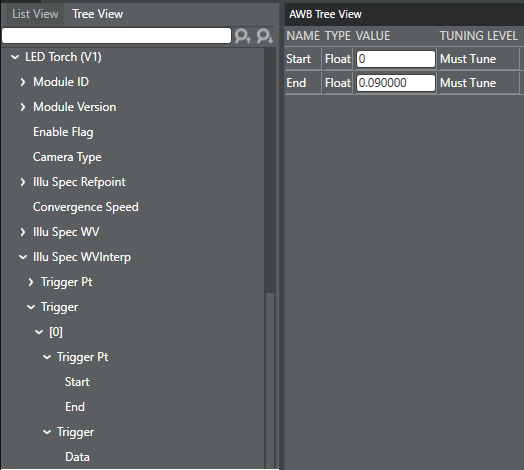 List View Tree View
LED Torch (V1)
Module ID
Module Version
Enable Flag
Camera Type
Illu Spec Refpoint
Convergence Speed
Illu Spec WV
Illu Spec WVInterp
Trigger Pt
Trigger
[0]
Trigger Pt
Start
End
Trigger
Data
AWB Tree View
NAME TYPE VALUE TUNING LEVEL
Start Float 0 Must Tune
End Float 0.090000 Must Tune